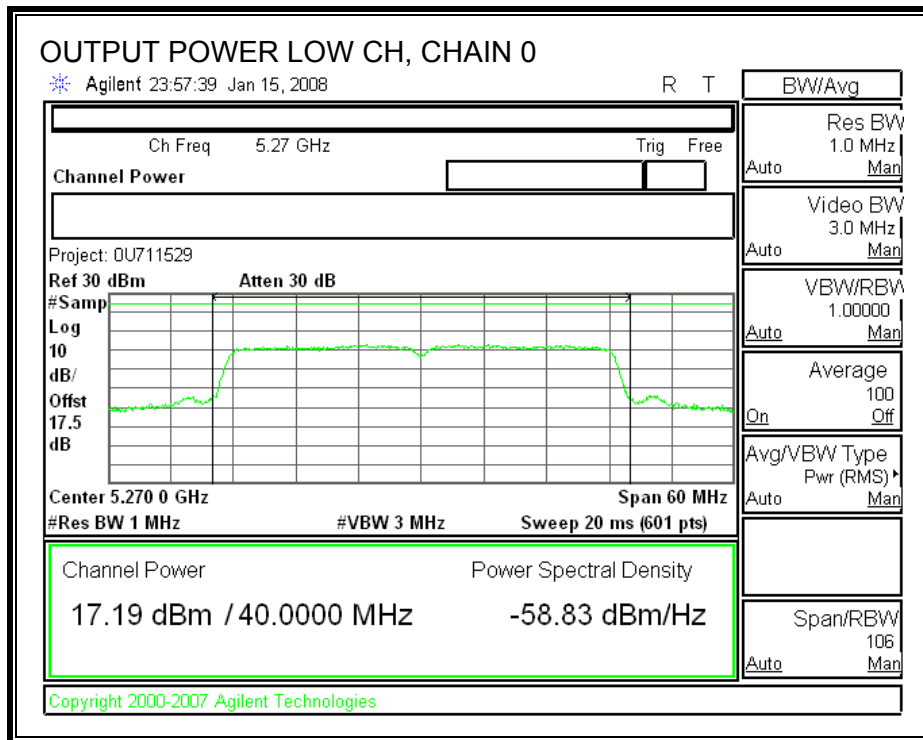 OUTPUT POWER LOW CH, CHAIN 0
Agilent 23:57:39 Jan 15, 2008 R T
Ch Freq 5.27 GHz Trig Free
Channel Power
Project: 0U711529
Ref 30 dBm Atten 30 dB
#Samp
Log
10
dB/
Offst
17.5
dB
Center 5.270 0 GHz Span 60 MHz
#Res BW 1 MHz #VBW 3 MHz Sweep 20 ms (601 pts)
Channel Power Power Spectral Density
17.19 dBm / 40.0000 MHz -58.83 dBm/Hz
Copyright 2000-2007 Agilent Technologies
BW/Avg
Res BW
1.0 MHz
Auto Man
Video BW
3.0 MHz
Auto Man
VBW/RBW
1.00000
Auto Man
Average
100
On Off
Avg/VBW Type
Pwr (RMS)
Auto Man
Span/RBW
106
Auto Man